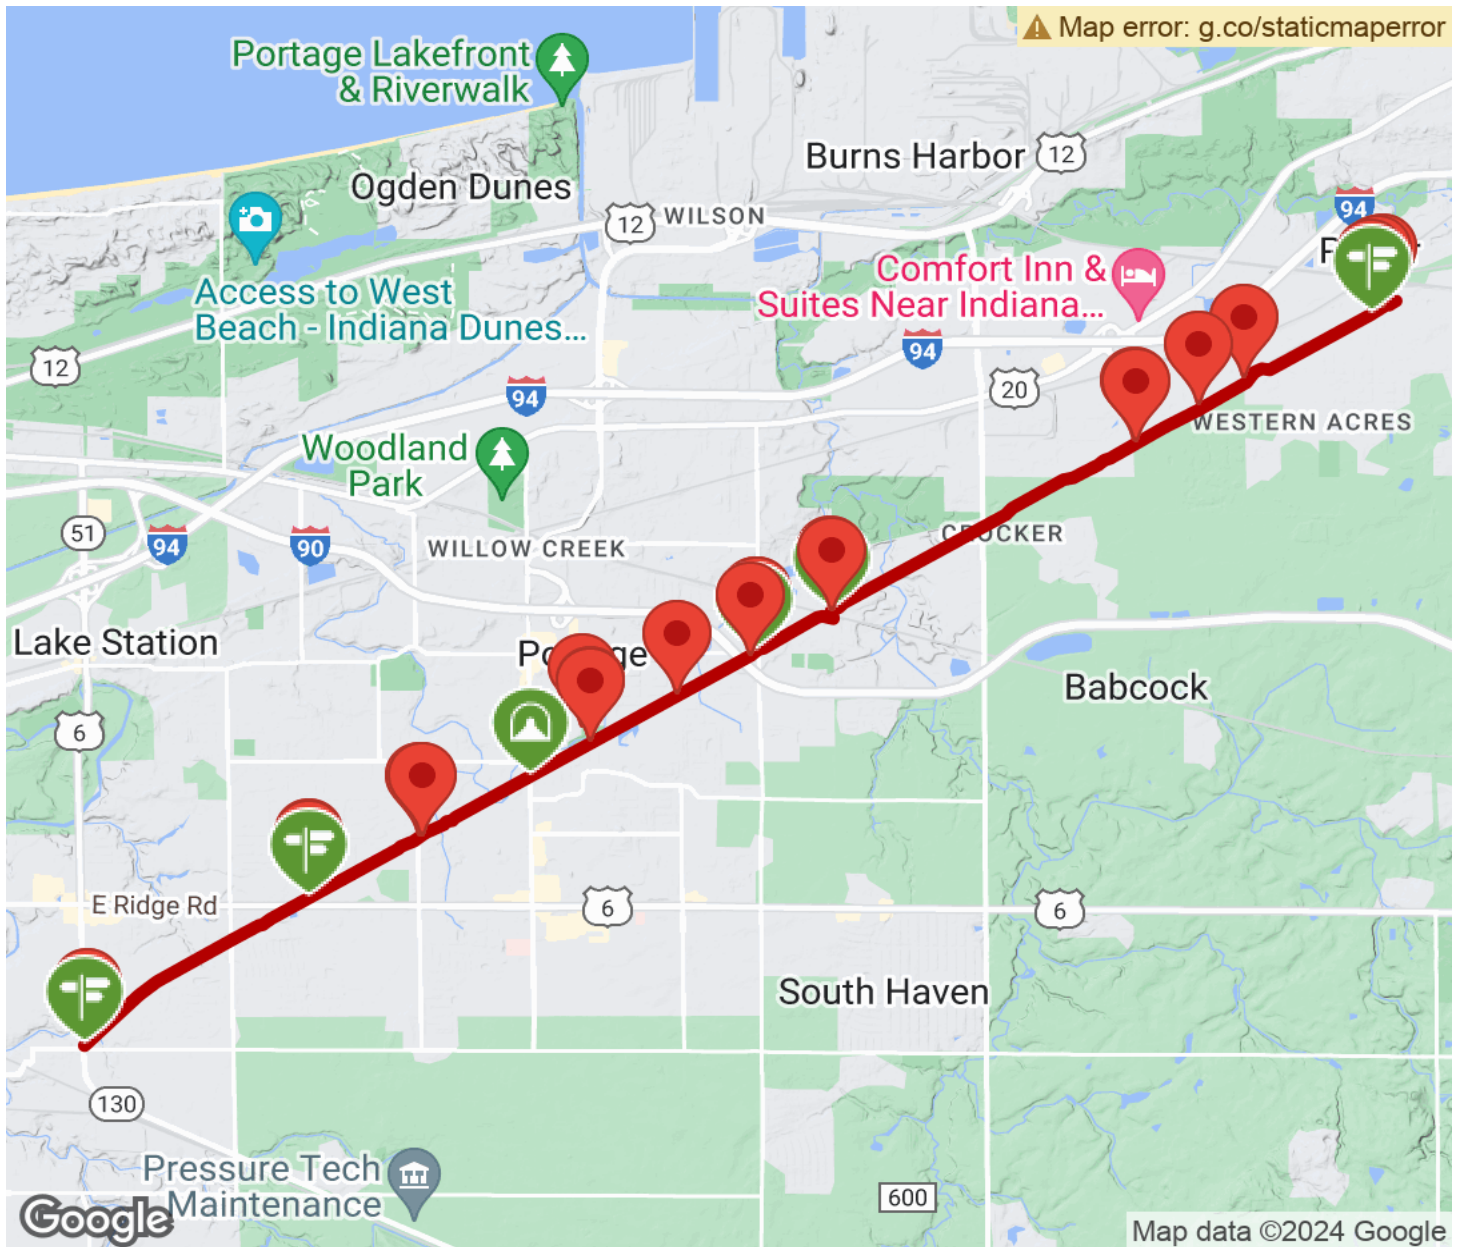 Map error: g.co/staticmaperror
Portage Lakefront
& Riverwalk
Burns Harbor
12
Ogden Dunes
12
WILSON
94
Comfort Inn &
Suites Near Indiana...
Access to West
Beach - Indiana Dunes...
12
94
94
20
WESTERN ACRES
Woodland
Park
51
94
90
WILLOW CREEK
Lake Station
Babcock
6
E Ridge Rd
6
6
South Haven
130
Pressure Tech
Maintenance
600
Google
Map data ©2024 Google